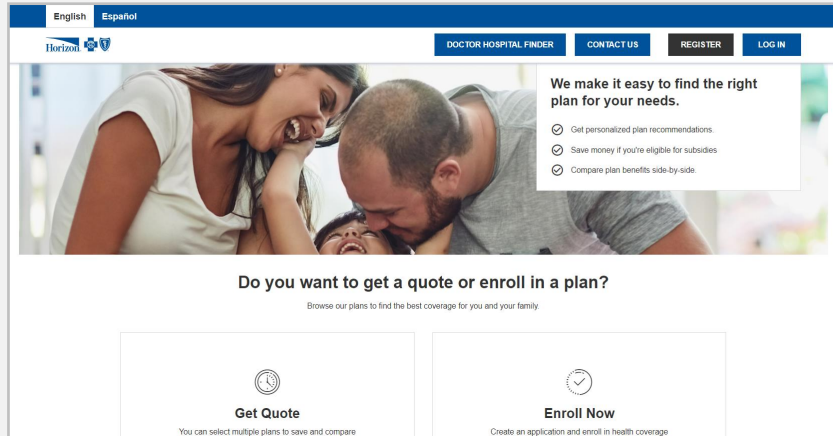 English Español
Horizon
DOCTOR HOSPITAL FINDER CONTACT US REGISTER LOG IN
We make it easy to find the right
plan for your needs.
Get personalized plan recommendations.
Save money if you're eligible for subsidies
Compare plan benefits side-by-side
Do you want to get a quote or enroll in a plan?
Browse our plans to find the best coverage for you and your family.
Get Quote
You can select multiple plans to save and compare
Enroll Now
Create an application and enroll in health coverage